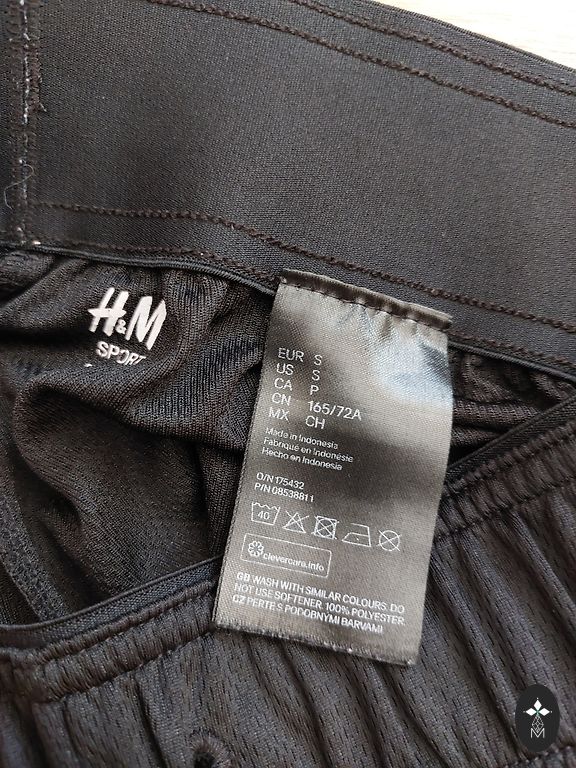 H&M
SPORT
EUR S
US S
CA P
CN 165/72A
MX CH
Made in Indonesia
Fabriqué en Indonésie
Hecho en Indonesia
O/N 175432
P/N 08538811
40
clevercare.info
GB WASH WITH SIMILAR COLOURS. DO
NOT USE SOFTENER. 100% POLYESTER
CZ PERTE S PODOBNÝMI BARVAMI.
M